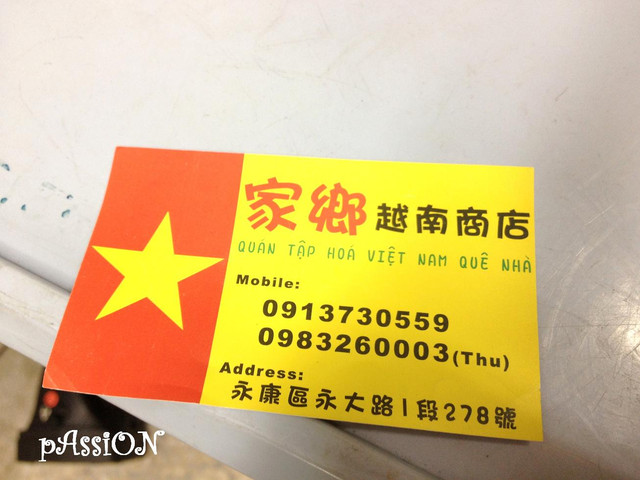 家鄉越南商店
QUÁN TẬP HOÁ VIỆT NAM QUÊ NHÀ
Mobile:
0913730559
0983260003(Thu)
Address:
永康區永大路1段278號
pAssiON